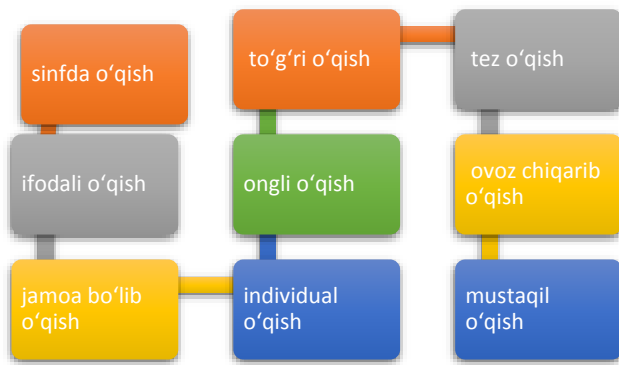 sinfda o‘qish
ifodali o‘qish
jamoa bo‘lib
o‘qish
individual
o‘qish
ongli o‘qish
to‘g‘ri o‘qish
tez o‘qish
ovoz chiqarib
o‘qish
mustaqil
o‘qish